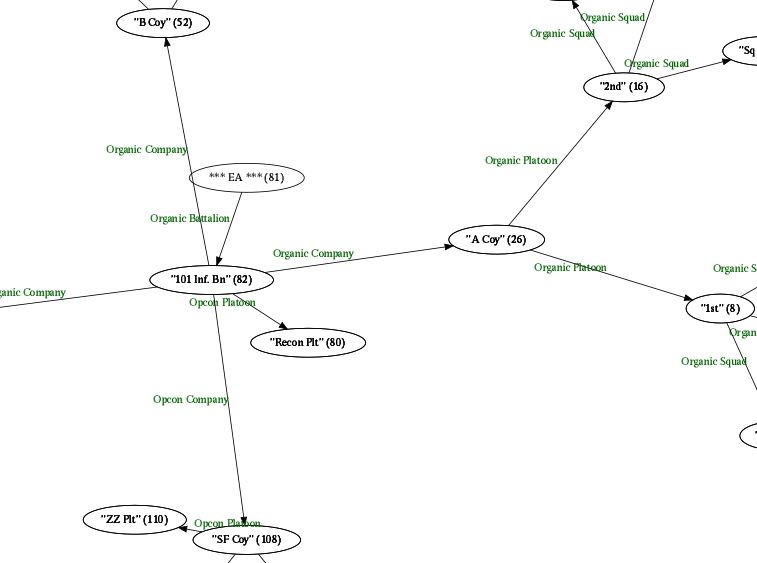 "B Coy" (52)
Organic Squad
Organic Squad
Organic Squad
"Sq
"2nd" (16)
Organic Company
Organic Platoon
*** EA *** (81)
Organic Battalion
"A Coy" (26)
Organic Company
Organic Platoon
Organic S
"101 Inf. Bn" (82)
ganic Company
Opcon Platoon
"1st" (8)
Organ
"Recon Plt" (80)
Organic Squad
Opcon Company
"ZZ Plt" (110)
Opcon Platoon
"SF Coy" (108)